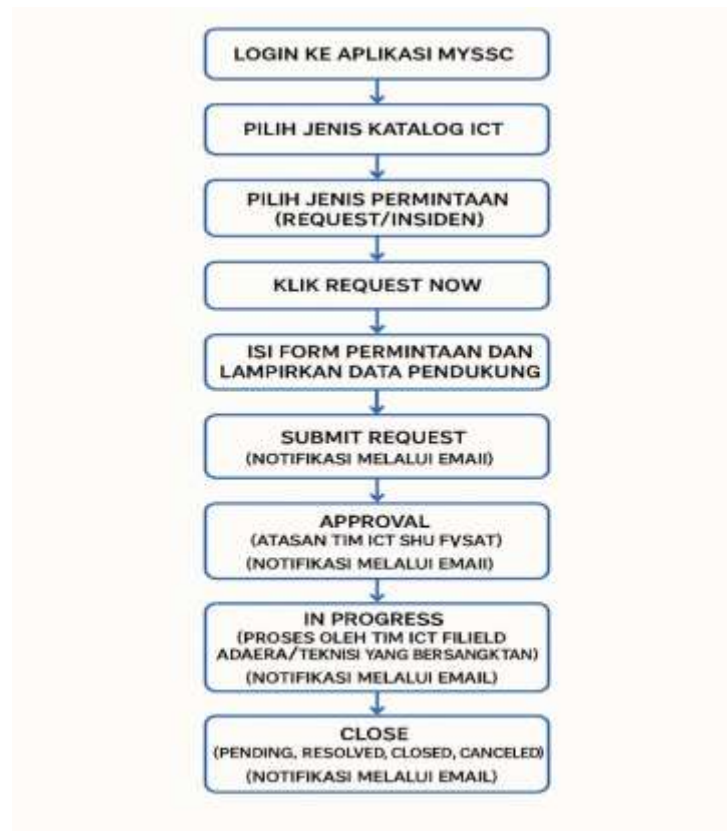 LOGIN KE APLIKASI MYSSC
PILIH JENIS KATALOG ICT
PILIH JENIS PERMINTAAN
(REQUEST/INSIDEN)
KLIK REQUEST NOW
ISI FORM PERMINTAAN DAN
LAMPIRKAN DATA PENDUKUNG
SUBMIT REQUEST
(NOTIFIKASI MELALUI EMAII)
APPROVAL
(ATASAN TIM ICT SHU FVSAT)
(NOTIFIKASI MELALUI EMAII)
IN PROGRESS
(PROSES OLEH TIM ICT FILIELD
ADAERA/TEKNISI YANG BERSANGKTAN)
(NOTIFIKASI MELALUI EMAIL)
CLOSE
(PENDING, RESOLVED, CLOSED, CANCELED)
(NOTIFIKASI MELALUI EMAIL)